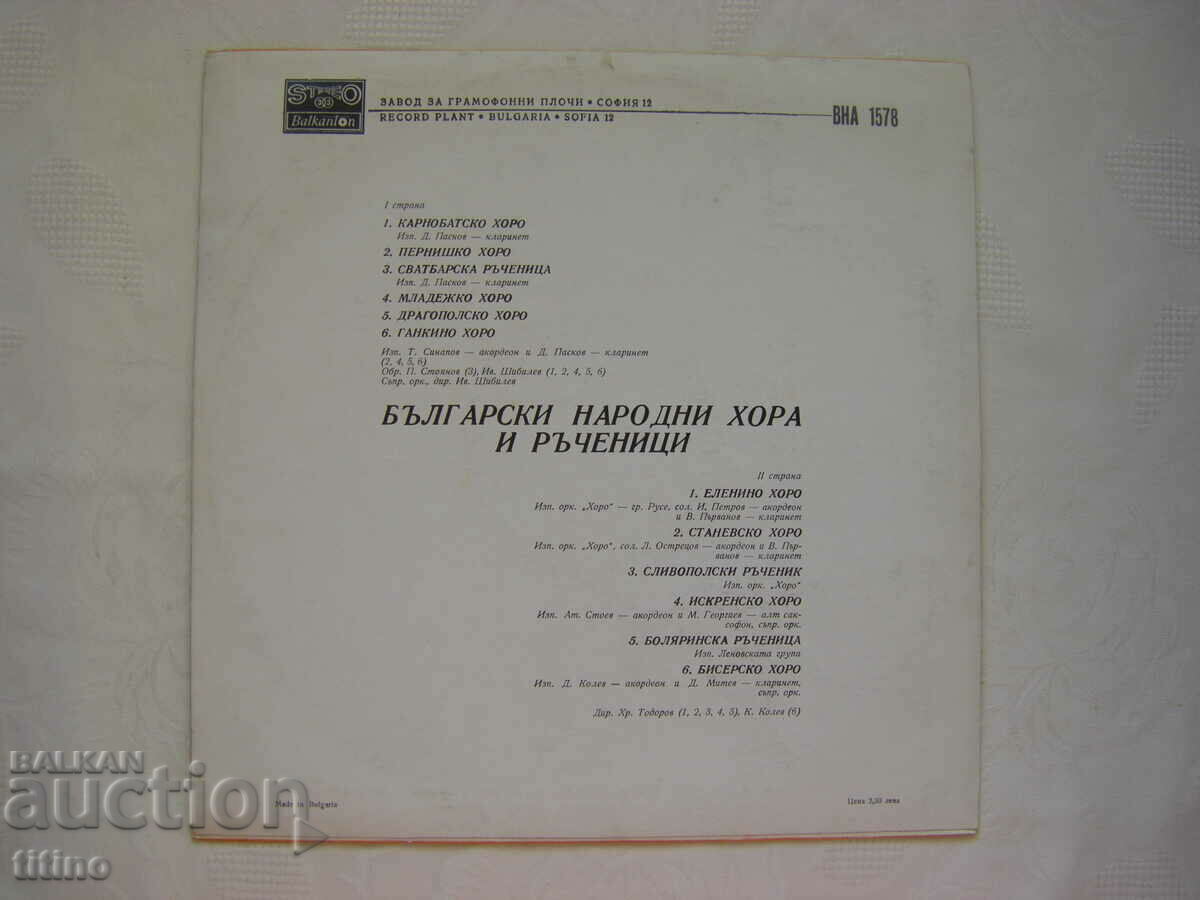 STEREO
33
Balkanton
ЗАВОД ЗА ГРАМОФОННИ ПЛОЧИ • СОФИЯ 12
RECORD PLANT • BULGARIA • SOFIA 12
ВНА 1578
I страна
1. КАРНОБАТСКО ХОРО
Изп. Д. Пасков — кларинет
2. ПЕРНИШКО ХОРО
3. СВАТБАРСКА РЪЧЕНИЦА
Изп. Д. Пасков — кларинет
4. МЛАДЕЖКО ХОРО
5. ДРАГОПОЛСКО ХОРО
6. ГАНКИНО ХОРО
Изп. Т. Синапов — акордеон и Д. Пасков — кларинет
(2, 4, 5, 6)
Обр. П. Стоянов (3), Ив. Шибилев (1, 2, 4, 5, 6)
Съпр. орк., дир. Ив. Шибилев
БЪЛГАРСКИ НАРОДНИ ХОРА
И РЪЧЕНИЦИ
II страна
1. ЕЛЕНИНО ХОРО
Изп. орк. „Хоро“ — гр. Русе, сол. И. Петров — акордеон
и В. Първанов — кларинет
2. СТАНЕВСКО ХОРО
Изп. орк. „Хоро“, сол. Л. Острецов — акордеон и В. Пър-
ванов — кларинет
3. СЛИВОПОЛСКИ РЪЧЕНИК
Изп. орк. „Хоро“
4. ИСКРЕНСКО ХОРО
Изп. Ат. Стоев — акордеон и М. Георгиев — алт сак-
софон, съпр. орк.
5. БОЛЯРИНСКА РЪЧЕНИЦА
Изп. Леновската група
6. БИСЕРСКО ХОРО
Изп. Д. Колев — акордеон и Д. Митев — кларинет,
съпр. орк.
Дир. Хр. Тодоров (1, 2, 3, 4, 5), К. Колев (6)
Made in Bulgaria
Цена 3,30 лева
BALKAN
auction
titino